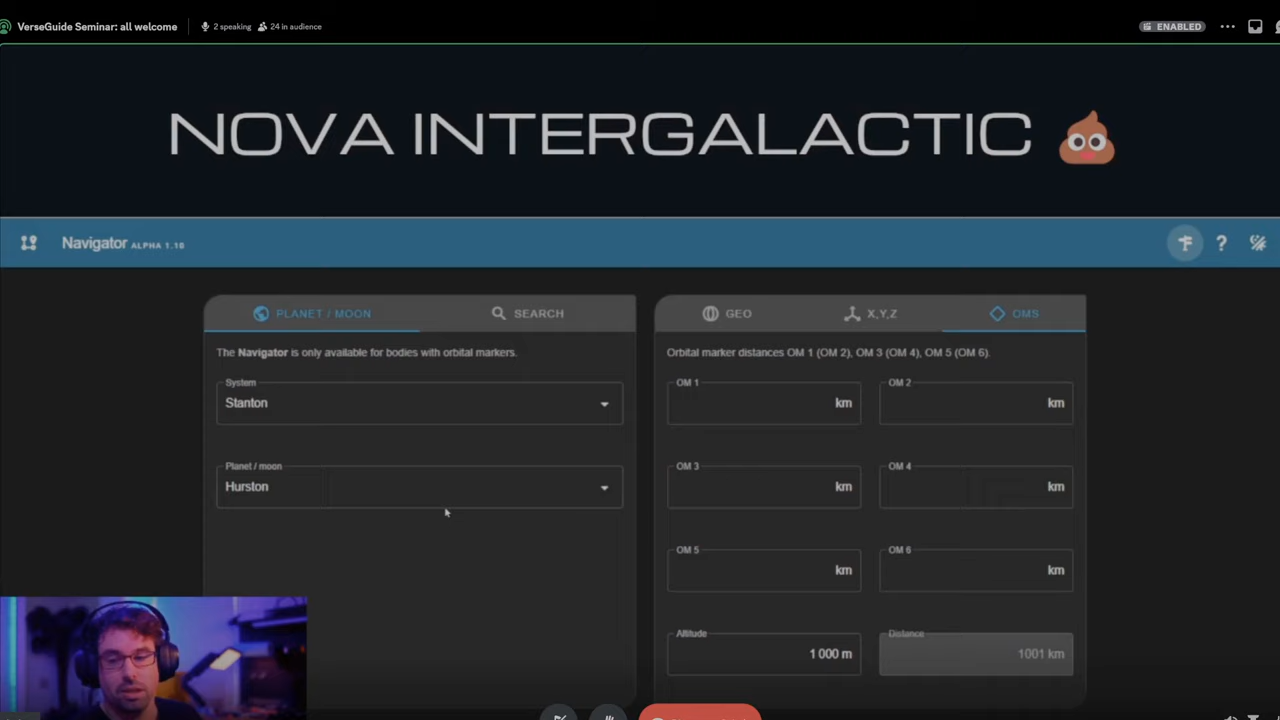 VerseGuide Seminar: all welcome
2 speaking
24 in audience
ENABLED
NOVA INTERGALACTIC
Navigator ALPHA 1.10
?
PLANET / MOON
SEARCH
The Navigator is only available for bodies with orbital markers.
System
Stanton
Planet / moon
Hurston
GEO
X,Y,Z
OMS
Orbital marker distances OM 1 (OM 2), OM 3 (OM 4), OM 5 (OM 6).
OM 1
km
OM 2
km
OM 3
km
OM 4
km
OM 5
km
OM 6
km
Altitude
1 000 m
Distance
1001 km